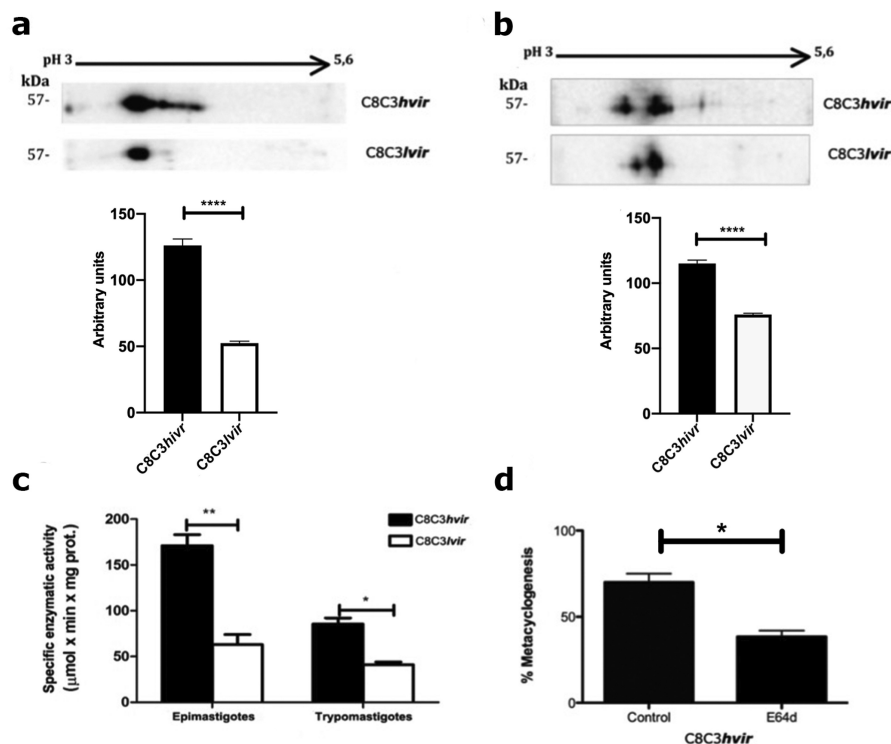 a
pH 3 5,6
kDa
57- C8C3hvir
57- C8C3lvir
****
150
100
50
0
Arbitrary units
C8C3hivr
C8C3lvir
b
pH 3 5,6
kDa
57- C8C3hvir
57- C8C3lvir
****
150
100
50
0
Arbitrary units
C8C3hivr
C8C3lvir
c
Specific enzymatic activity
(μmol x min x mg prot.)
200
150
100
50
0
**
*
C8C3hvir
C8C3lvir
Epimastigotes Trypomastigotes
d
% Metacyclogenesis
100
50
0
*
Control E64d
C8C3hvir